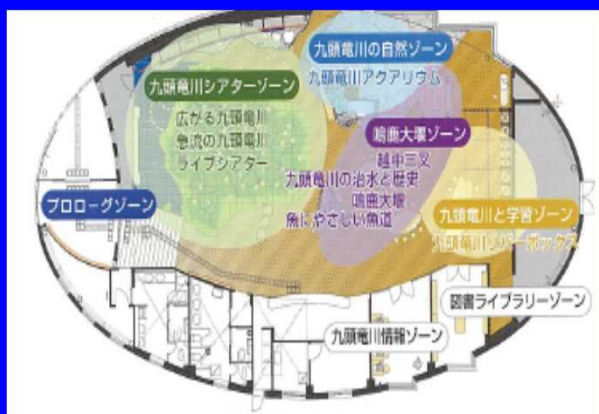 九頭竜川の自然ゾーン
九頭竜川アクアリウム
九頭竜川シアターゾーン
広がる九頭竜川
急流の九頭竜川
ライブシアター
鳴鹿大堰ゾーン
越中三叉
九頭竜川の治水と歴史
鳴鹿大堰
魚にやさしい魚道
プロローグゾーン
九頭竜川と学習ゾーン
九頭竜川リバーボックス
図書ライブラリーゾーン
九頭竜川情報ゾーン